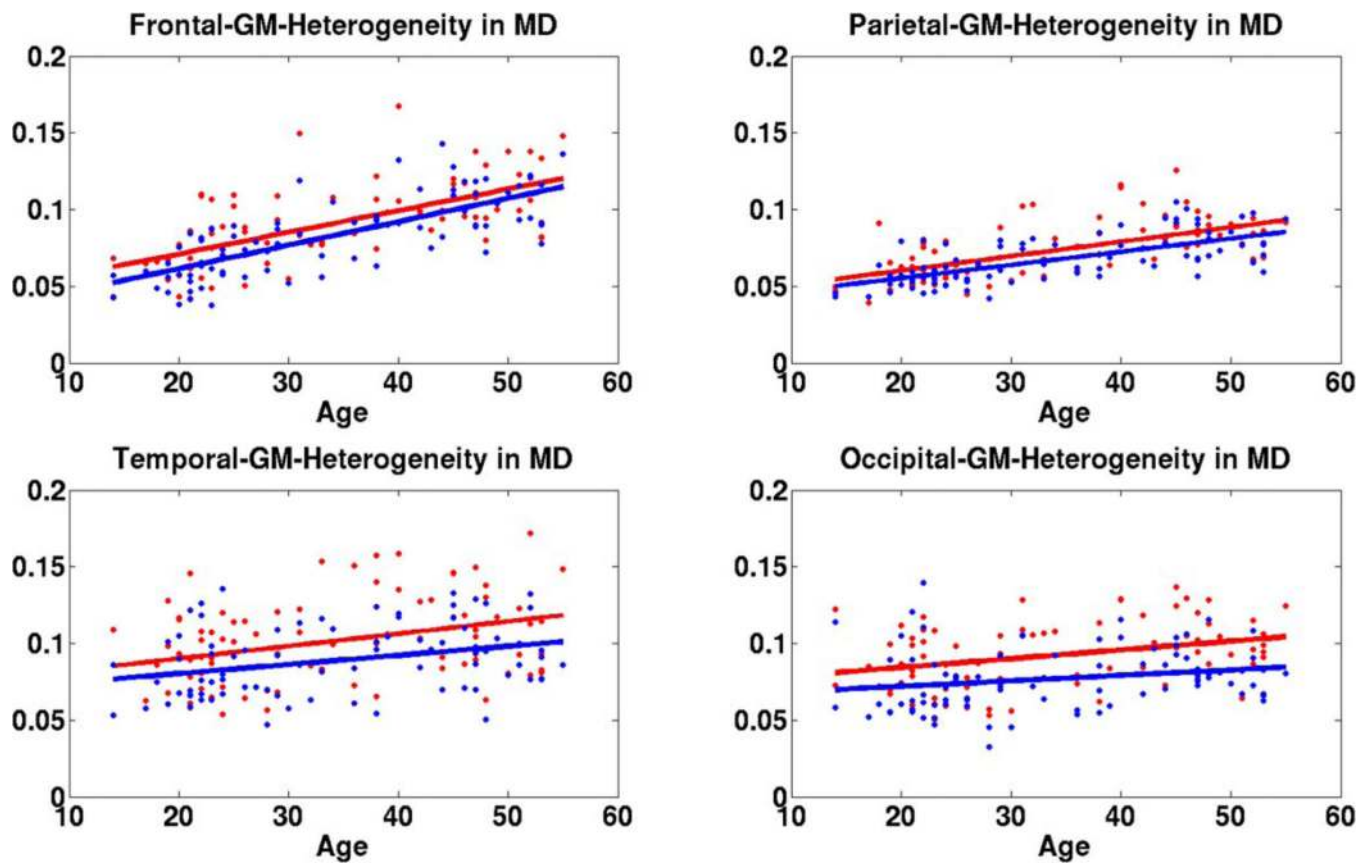 Frontal-GM-Heterogeneity in MD
0.2
0.15
0.1
0.05
0
10 20 30 40 50 60
Age
Parietal-GM-Heterogeneity in MD
0.2
0.15
0.1
0.05
0
10 20 30 40 50 60
Age
Temporal-GM-Heterogeneity in MD
0.2
0.15
0.1
0.05
0
10 20 30 40 50 60
Age
Occipital-GM-Heterogeneity in MD
0.2
0.15
0.1
0.05
0
10 20 30 40 50 60
Age